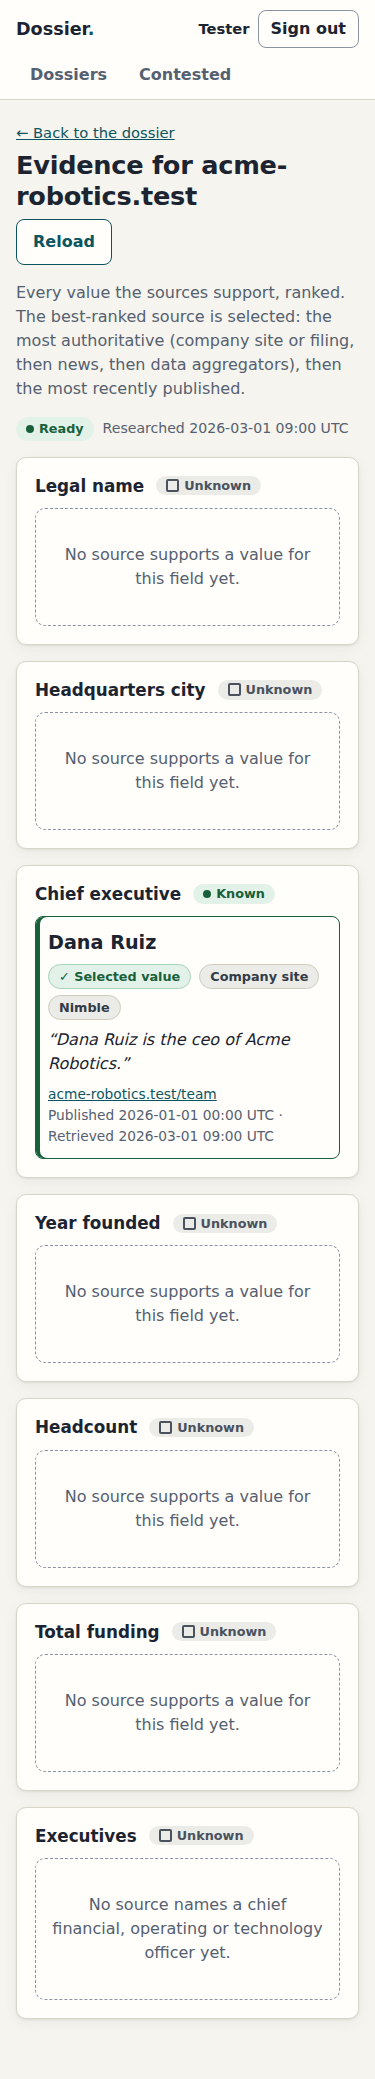 Dossier.
Tester
Sign out
Dossiers
Contested
← Back to the dossier
Evidence for acme-
robotics.test
Reload
Every value the sources support, ranked.
The best-ranked source is selected: the
most authoritative (company site or filing,
then news, then data aggregators), then
the most recently published.
Ready
Researched 2026-03-01 09:00 UTC
Legal name
Unknown
No source supports a value for
this field yet.
Headquarters city
Unknown
No source supports a value for
this field yet.
Chief executive
Known
Dana Ruiz
✓ Selected value
Company site
Nimble
“Dana Ruiz is the ceo of Acme
Robotics.”
acme-robotics.test/team
Published 2026-01-01 00:00 UTC ·
Retrieved 2026-03-01 09:00 UTC
Year founded
Unknown
No source supports a value for
this field yet.
Headcount
Unknown
No source supports a value for
this field yet.
Total funding
Unknown
No source supports a value for
this field yet.
Executives
Unknown
No source names a chief
financial, operating or technology
officer yet.